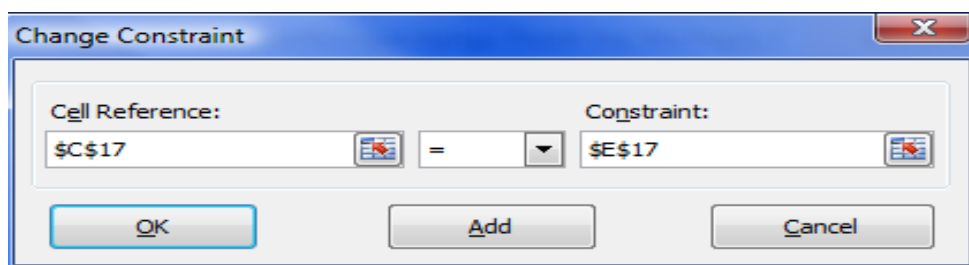 Change Constraint
Cell Reference: Constraint:
$C$17 = $E$17
OK Add Cancel